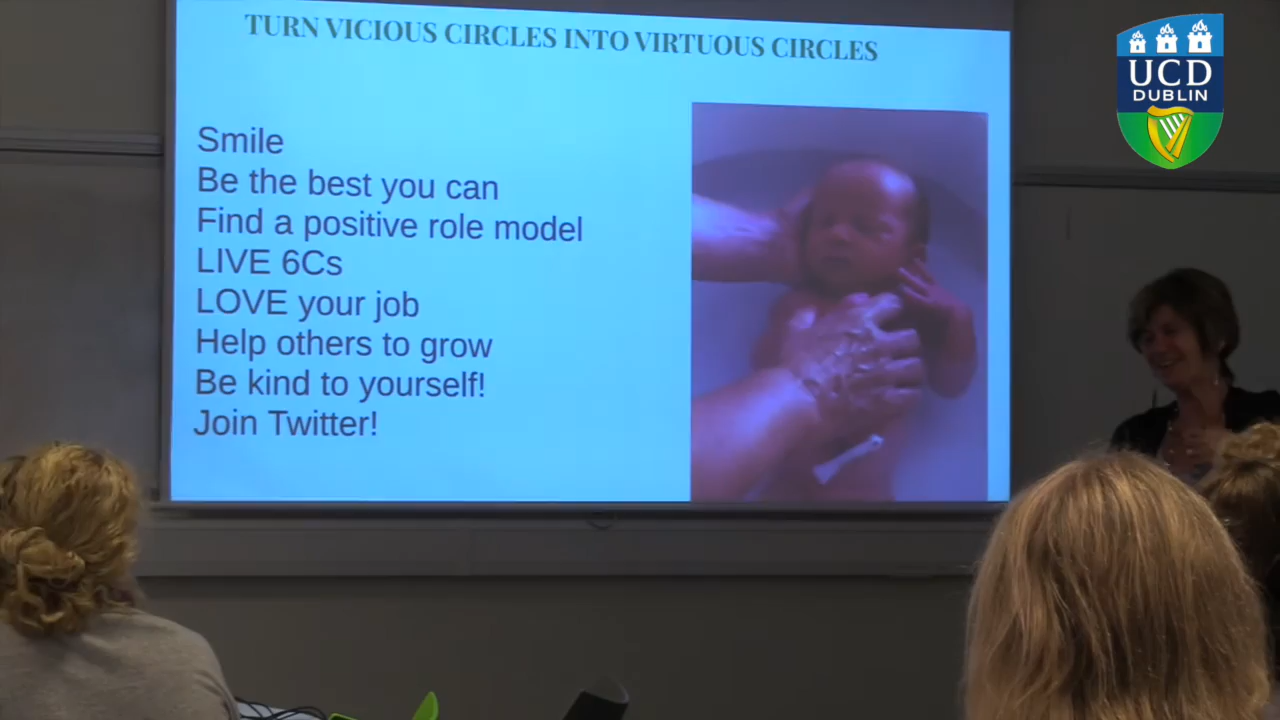 TURN VICIOUS CIRCLES INTO VIRTUOUS CIRCLES
Smile
Be the best you can
Find a positive role model
LIVE 6Cs
LOVE your job
Help others to grow
Be kind to yourself!
Join Twitter!
UCD
DUBLIN